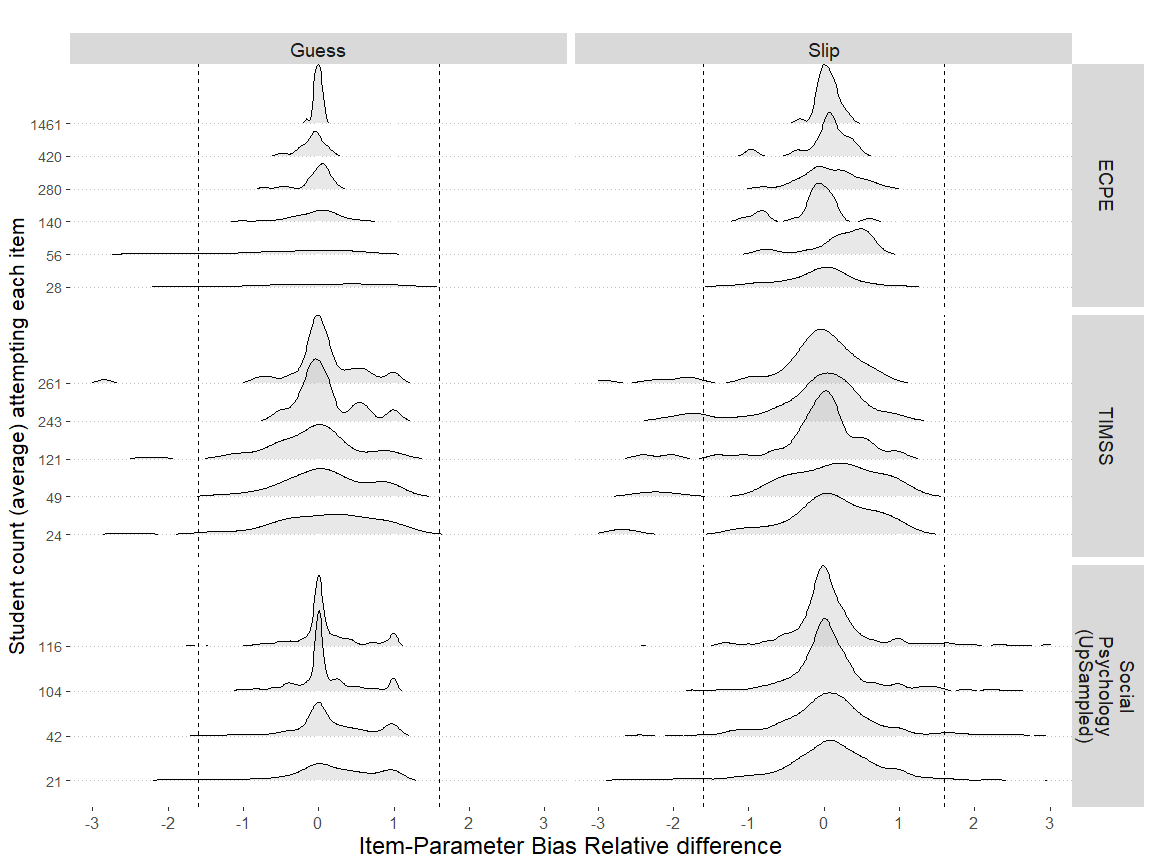 Guess
Slip
Student count (average) attempting each item
1461
420
280
140
56
28
ECPE
261
243
121
49
24
TIMSS
116
104
42
21
Social
Psychology
(UpSampled)
-3 -2 -1 0 1 2 3
-3 -2 -1 0 1 2 3
Item-Parameter Bias Relative difference